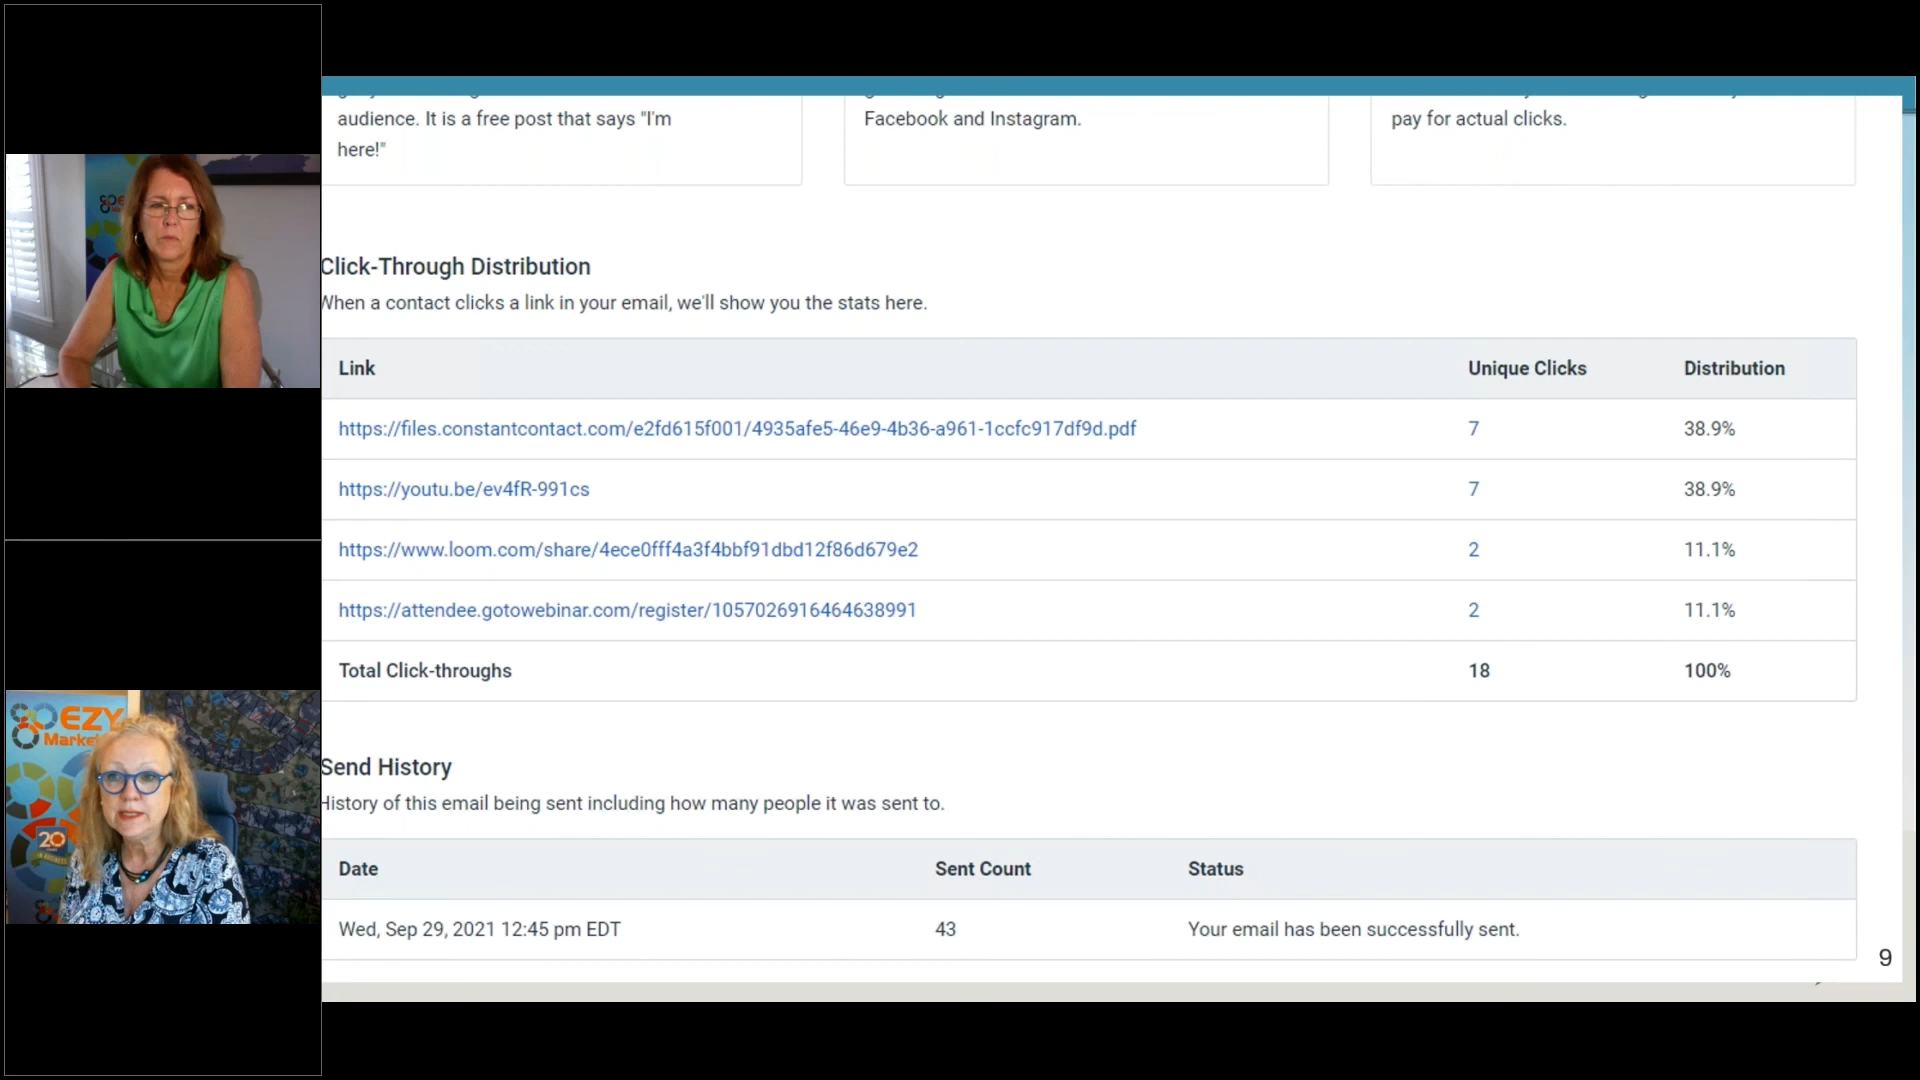 audience. It is a free post that says "I'm
here!"
Facebook and Instagram.
pay for actual clicks.
Click-Through Distribution
When a contact clicks a link in your email, we'll show you the stats here.
Link Unique Clicks Distribution
https://files.constantcontact.com/e2fd615f001/4935afe5-46e9-4b36-a961-1ccfc917df9d.pdf 7 38.9%
https://youtu.be/ev4fR-991cs 7 38.9%
https://www.loom.com/share/4ece0fff4a3f4bbf91dbd12f86d679e2 2 11.1%
https://attendee.gotowebinar.com/register/1057026916464638991 2 11.1%
Total Click-throughs 18 100%
Send History
History of this email being sent including how many people it was sent to.
Date Sent Count Status
Wed, Sep 29, 2021 12:45 pm EDT 43 Your email has been successfully sent.
9
EZY
Marke
20